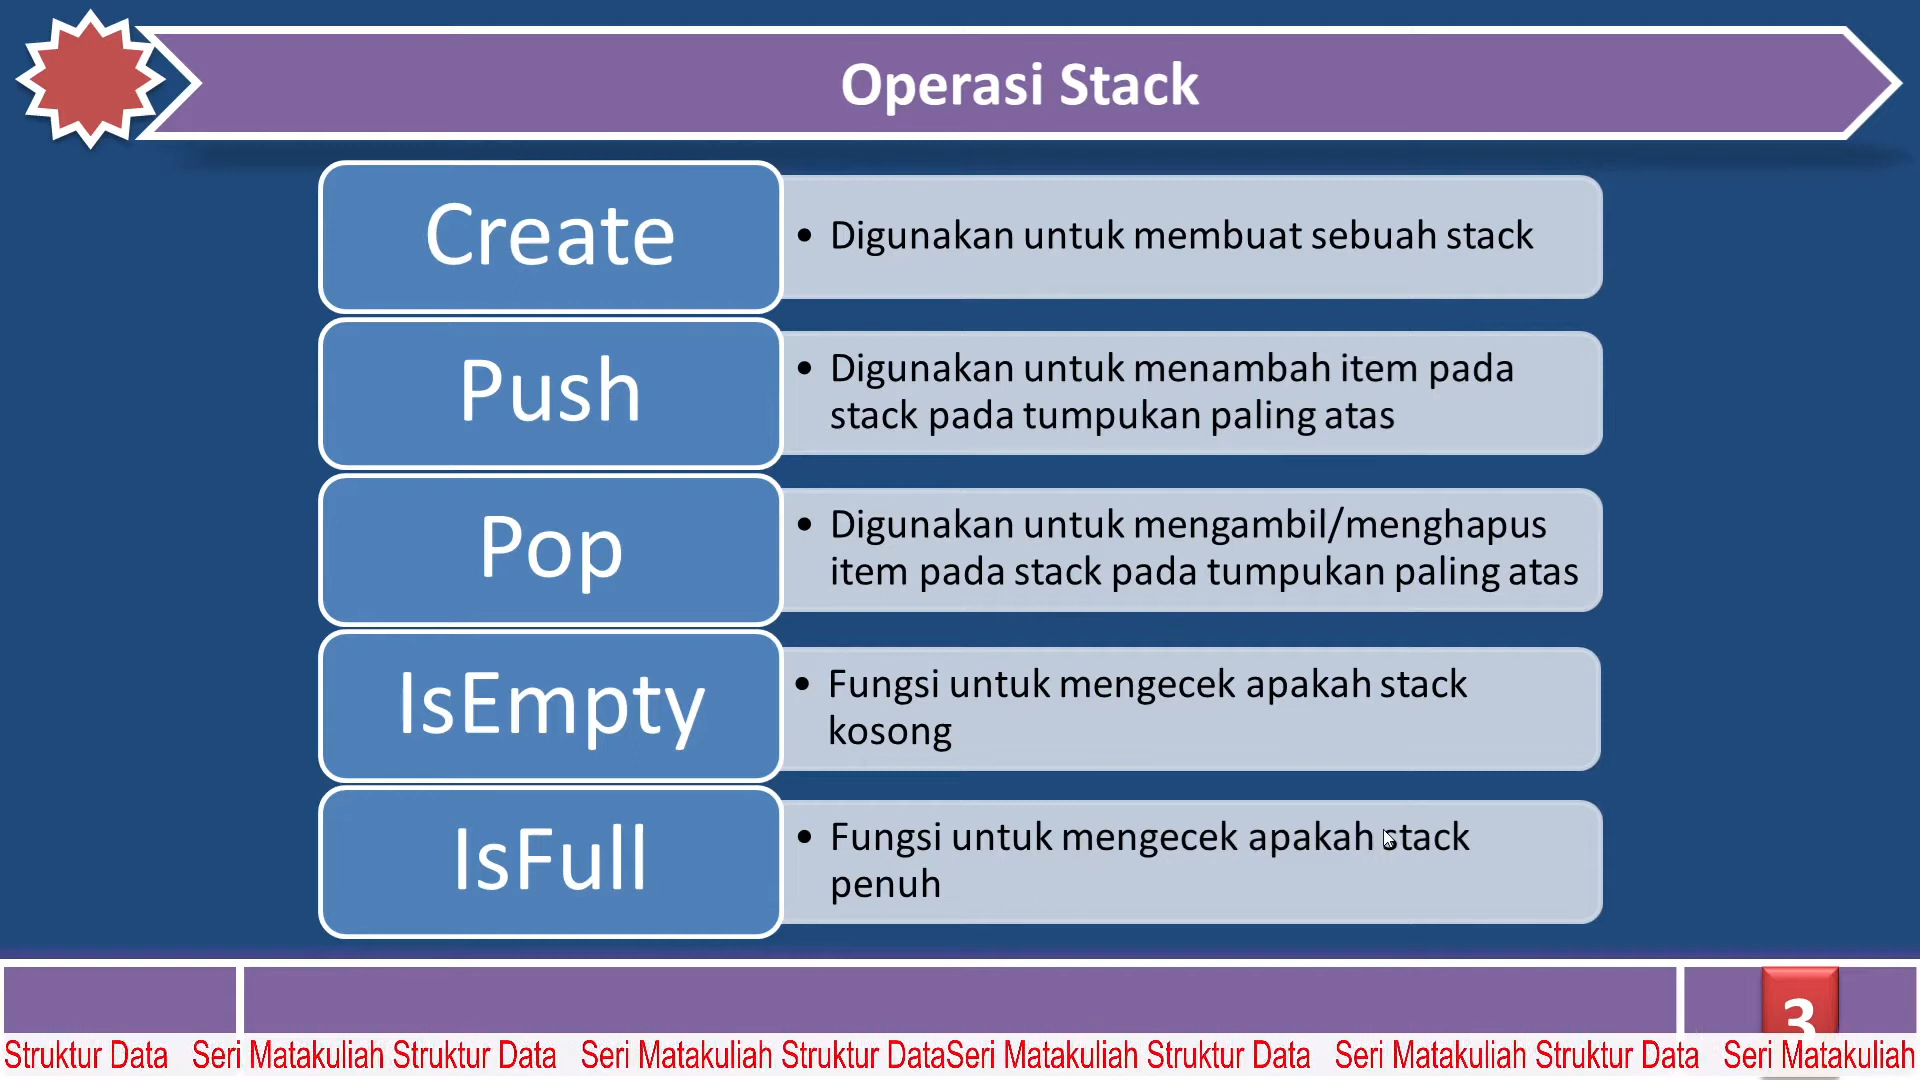 Operasi Stack
Create
• Digunakan untuk membuat sebuah stack
Push
• Digunakan untuk menambah item pada
stack pada tumpukan paling atas
Pop
• Digunakan untuk mengambil/menghapus
item pada stack pada tumpukan paling atas
IsEmpty
• Fungsi untuk mengecek apakah stack
kosong
IsFull
• Fungsi untuk mengecek apakah stack
penuh
3
Struktur Data Seri Matakuliah Struktur Data Seri Matakuliah Struktur DataSeri Matakuliah Struktur Data Seri Matakuliah Struktur Data Seri Matakuliah